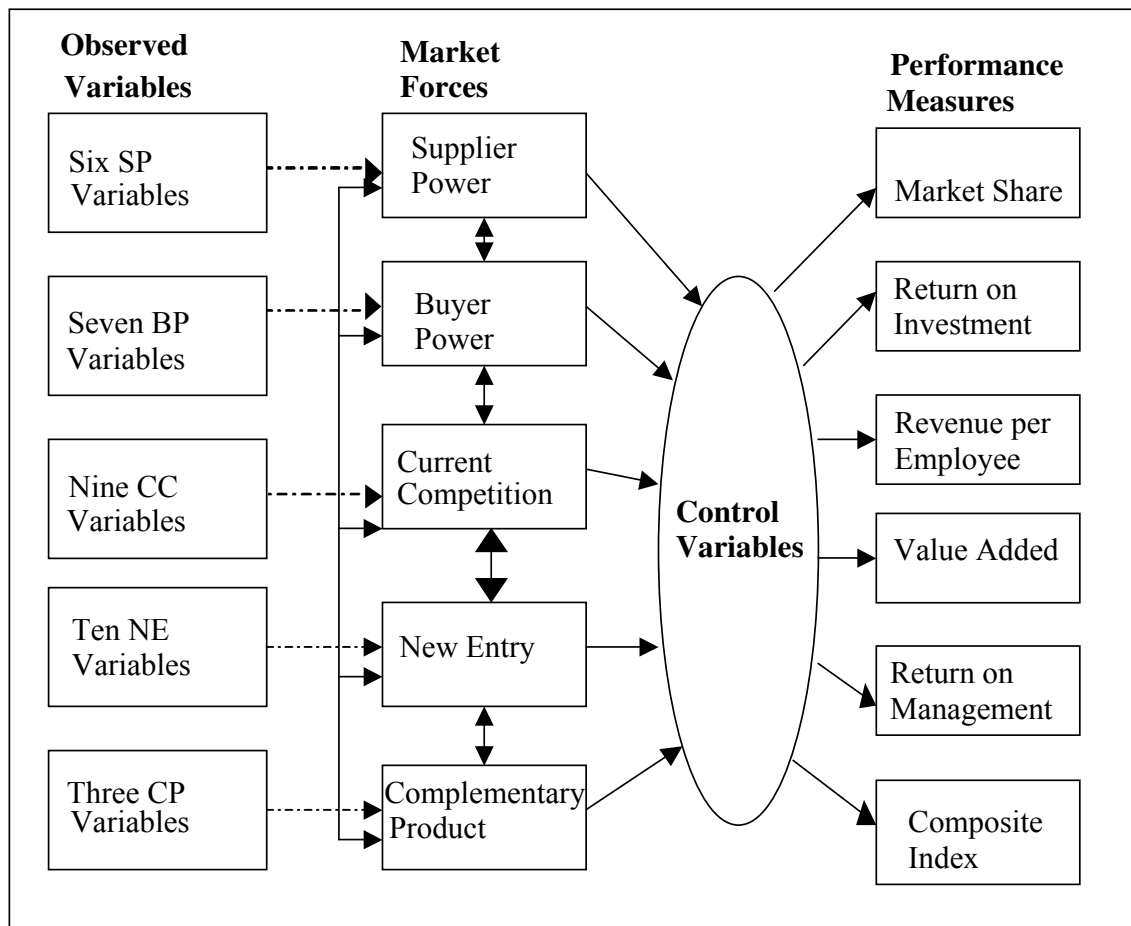 Observed
Variables
Market
Forces
Performance
Measures
Six SP
Variables
Supplier
Power
Market Share
Seven BP
Variables
Buyer
Power
Return on
Investment
Nine CC
Variables
Current
Competition
Control
Variables
Revenue per
Employee
Value Added
Ten NE
Variables
New Entry
Return on
Management
Three CP
Variables
Complementary
Product
Composite
Index